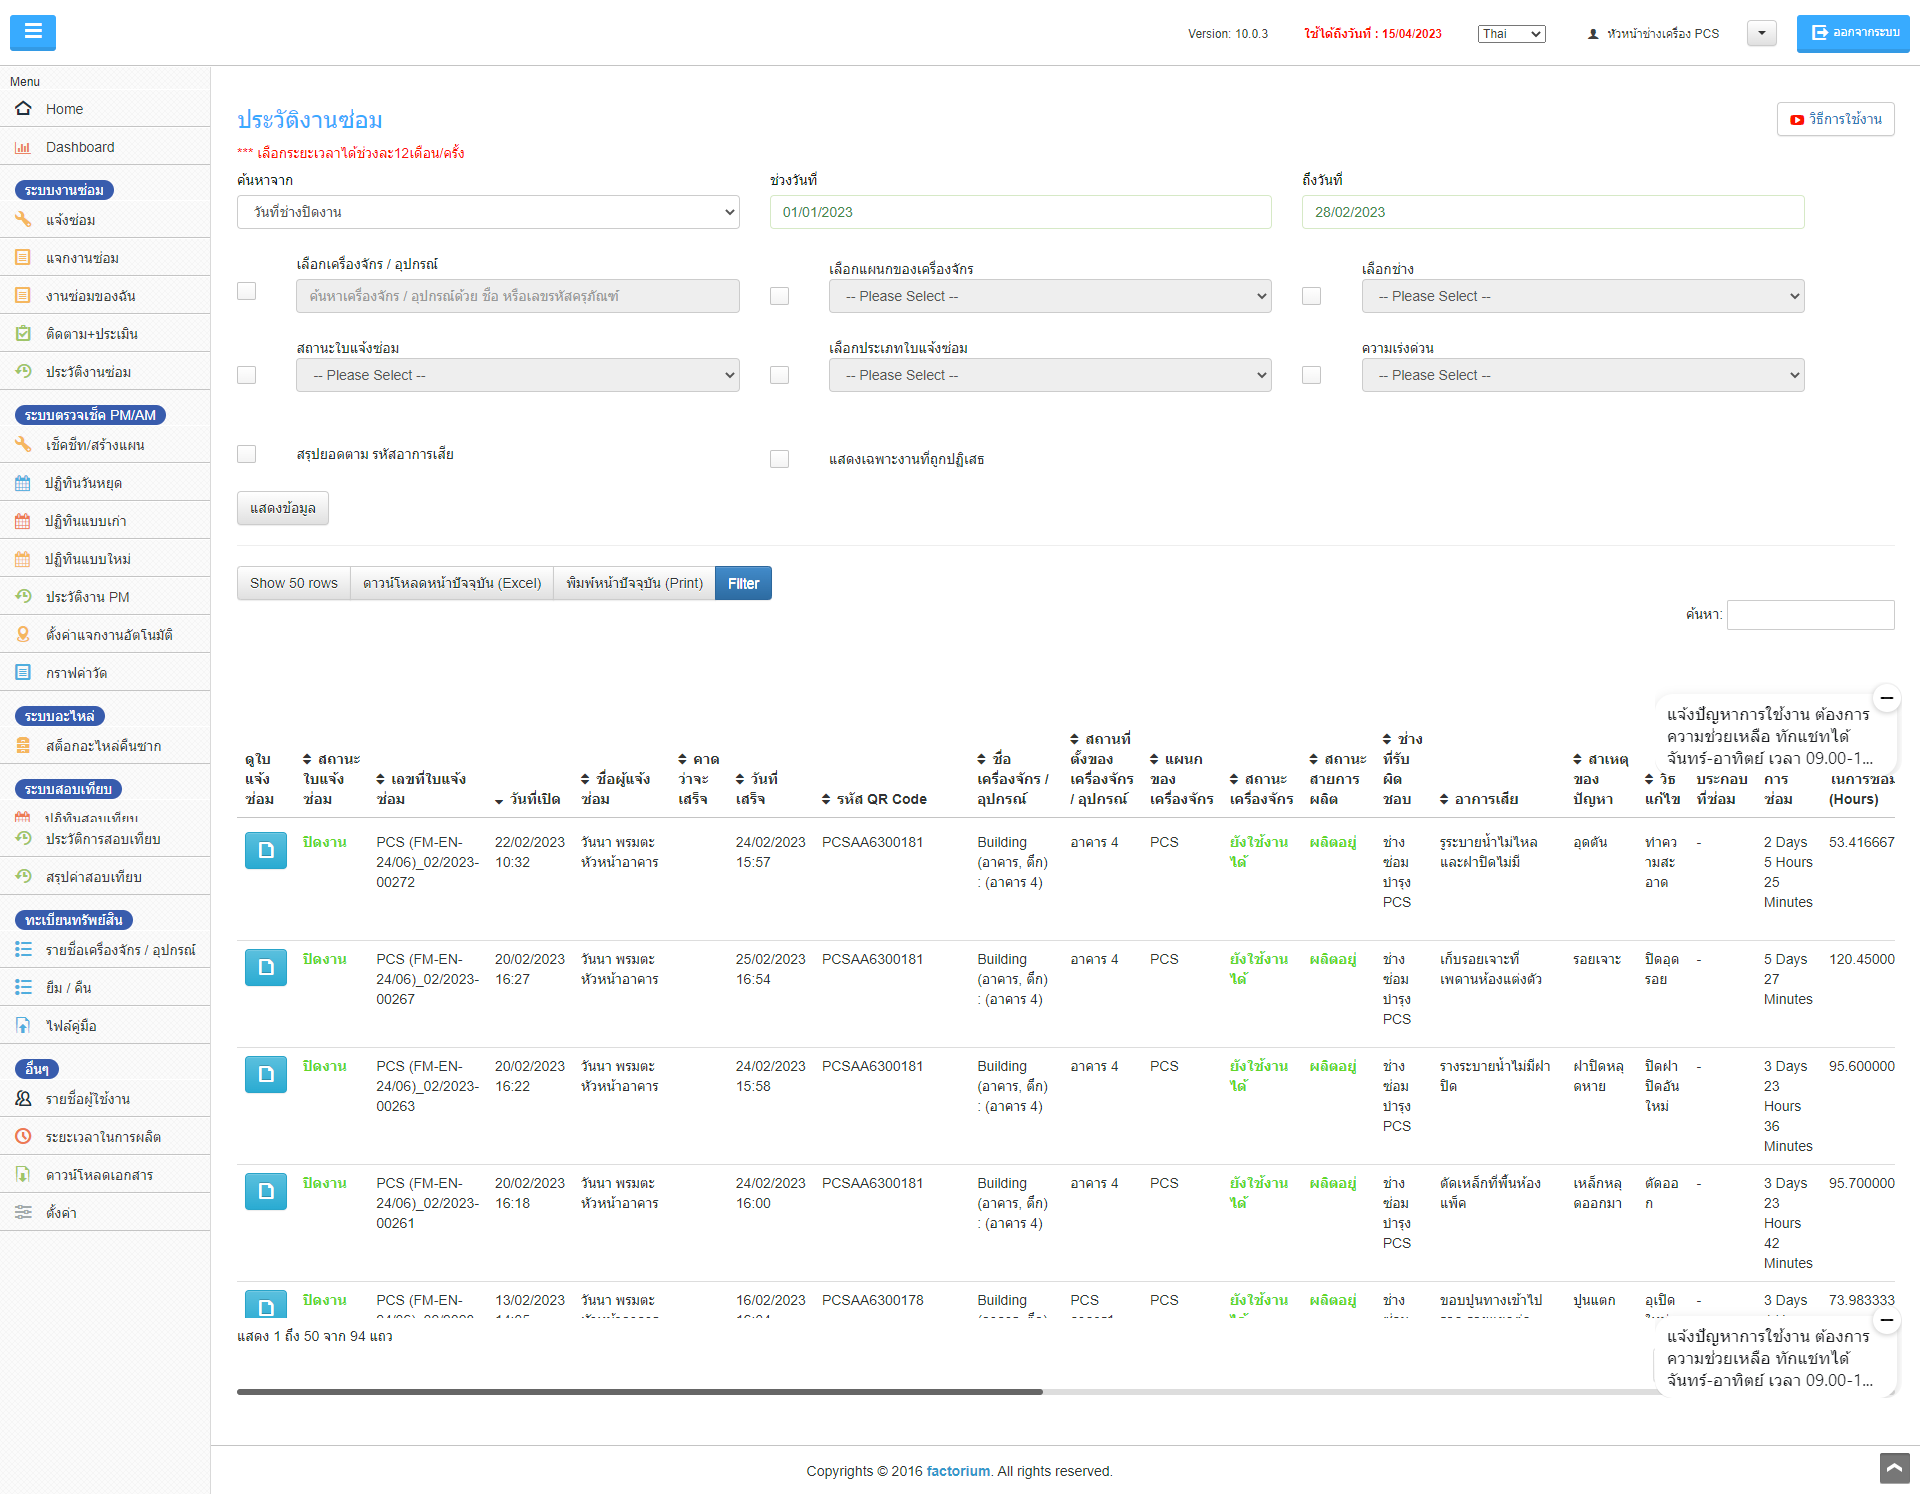 Version: 10.0.3
ใช้ได้ถึงวันที่ : 15/04/2023
Thai
หัวหน้าช่างเครื่อง PCS
ออกจากระบบ
Menu
Home
Dashboard
ระบบงานซ่อม
แจ้งซ่อม
แจกงานซ่อม
งานซ่อมของฉัน
ติดตาม+ประเมิน
ประวัติงานซ่อม
ระบบตรวจเช็ค PM/AM
เช็คชีท/สร้างแผน
ปฏิทินวันหยุด
ปฏิทินแบบเก่า
ปฏิทินแบบใหม่
ประวัติงาน PM
ตั้งค่าแจกงานอัตโนมัติ
กราฟค่าวัด
ระบบอะไหล่
สต็อกอะไหล่คืนซาก
ระบบสอบเทียบ
ปฏิทินสอบเทียบ
ประวัติการสอบเทียบ
สรุปค่าสอบเทียบ
ทะเบียนทรัพย์สิน
รายชื่อเครื่องจักร / อุปกรณ์
ยืม / คืน
ไฟล์คู่มือ
อื่นๆ
รายชื่อผู้ใช้งาน
ระยะเวลาในการผลิต
ดาวน์โหลดเอกสาร
ตั้งค่า
ประวัติงานซ่อม
วิธีการใช้งาน
*** เลือกระยะเวลาได้ช่วงละ12เดือน/ครั้ง
ค้นหาจาก
ช่วงวันที่
ถึงวันที่
วันที่ช่างปิดงาน
01/01/2023
28/02/2023
เลือกเครื่องจักร / อุปกรณ์
เลือกแผนกของเครื่องจักร
เลือกช่าง
ค้นหาเครื่องจักร / อุปกรณ์ด้วย ชื่อ หรือเลขรหัสครุภัณฑ์
-- Please Select --
-- Please Select --
สถานะใบแจ้งซ่อม
เลือกประเภทใบแจ้งซ่อม
ความเร่งด่วน
-- Please Select --
-- Please Select --
-- Please Select --
สรุปยอดตาม รหัสอาการเสีย
แสดงเฉพาะงานที่ถูกปฏิเสธ
แสดงข้อมูล
Show 50 rows
ดาวน์โหลดหน้าปัจจุบัน (Excel)
พิมพ์หน้าปัจจุบัน (Print)
Filter
ค้นหา:
แจ้งปัญหาการใช้งาน ต้องการ
ความช่วยเหลือ ทักแชทได้
จันทร์-อาทิตย์ เวลา 09.00-1...
ดูใบ
แจ้ง
ซ่อม
สถานะ
ใบแจ้ง
ซ่อม
เลขที่ใบแจ้ง
ซ่อม
วันที่เปิด
ชื่อผู้แจ้ง
ซ่อม
คาด
ว่าจะ
เสร็จ
วันที่
เสร็จ
รหัส QR Code
ชื่อ
เครื่องจักร /
อุปกรณ์
สถานที่
ตั้งของ
เครื่องจักร
/ อุปกรณ์
แผนก
ของ
เครื่องจักร
สถานะ
เครื่องจักร
สถานะ
สายการ
ผลิต
ช่าง
ที่รับ
ผิด
ชอบ
อาการเสีย
สาเหตุ
ของ
ปัญหา
วิธี
แก้ไข
ประกอบ
ที่ซ่อม
การ
ซ่อม
ในการซ่อม
(Hours)
ปิดงาน
PCS (FM-EN-
24/06)_02/2023-
00272
22/02/2023
10:32
วันนา พรมตะ
หัวหน้าอาคาร
24/02/2023
15:57
PCSAA6300181
Building
(อาคาร, ตึก)
: (อาคาร 4)
อาคาร 4
PCS
ยังใช้งาน
ได้
ผลิตอยู่
ช่าง
ซ่อม
บำรุง
PCS
รูระบายน้ำไม่ไหล
และฝาปิดไม่มี
อุดตัน
ทำคว
ามสะ
อาด
-
2 Days
5 Hours
25
Minutes
53.416667
ปิดงาน
PCS (FM-EN-
24/06)_02/2023-
00267
20/02/2023
16:27
วันนา พรมตะ
หัวหน้าอาคาร
25/02/2023
16:54
PCSAA6300181
Building
(อาคาร, ตึก)
: (อาคาร 4)
อาคาร 4
PCS
ยังใช้งาน
ได้
ผลิตอยู่
ช่าง
ซ่อม
บำรุง
PCS
เก็บรอยเจาะที่
เพดานห้องแต่งตัว
รอยเจาะ
ปิดอุด
รอย
-
5 Days
27
Minutes
120.45000
ปิดงาน
PCS (FM-EN-
24/06)_02/2023-
00263
20/02/2023
16:22
วันนา พรมตะ
หัวหน้าอาคาร
24/02/2023
15:58
PCSAA6300181
Building
(อาคาร, ตึก)
: (อาคาร 4)
อาคาร 4
PCS
ยังใช้งาน
ได้
ผลิตอยู่
ช่าง
ซ่อม
บำรุง
PCS
รางระบายน้ำไม่มีฝา
ปิด
ฝาปิดหลุ
ดหาย
ปิดฝา
ปิดอัน
ใหม่
-
3 Days
23
Hours
36
Minutes
95.600000
ปิดงาน
PCS (FM-EN-
24/06)_02/2023-
00261
20/02/2023
16:18
วันนา พรมตะ
หัวหน้าอาคาร
24/02/2023
16:00
PCSAA6300181
Building
(อาคาร, ตึก)
: (อาคาร 4)
อาคาร 4
PCS
ยังใช้งาน
ได้
ผลิตอยู่
ช่าง
ซ่อม
บำรุง
PCS
ตัดเหล็กที่พื้นห้อง
แพ็ค
เหล็กหลุ
ดออกมา
ตัดออ
ก
-
3 Days
23
Hours
42
Minutes
95.700000
ปิดงาน
PCS (FM-EN-
13/02/2023
วันนา พรมตะ
16/02/2023
PCSAA6300178
Building
PCS
PCS
ยังใช้งาน
ผลิตอยู่
ช่าง
ขอบปูนทางเข้าไป
ปูนแตก
อุเปิด
-
3 Days
73.983333
แสดง 1 ถึง 50 จาก 94 แถว
แจ้งปัญหาการใช้งาน ต้องการ
ความช่วยเหลือ ทักแชทได้
จันทร์-อาทิตย์ เวลา 09.00-1...
Copyrights © 2016 factorium. All rights reserved.